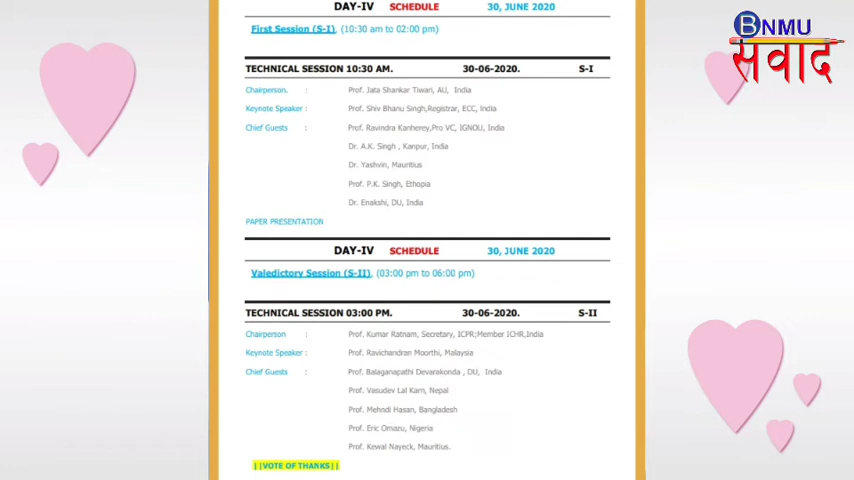 BNMU
संवाद
DAY-IV SCHEDULE 30, JUNE 2020
First Session (S-I), (10:30 am to 02:00 pm)
TECHNICAL SESSION 10:30 AM. 30-06-2020. S-I
Chairperson. : Prof. Jata Shankar Tiwari, AU, India
Keynote Speaker : Prof. Shiv Bhanu Singh,Registrar, ECC, India
Chief Guests : Prof. Ravindra Kanherey,Pro VC, IGNOU, India
Dr. A.K. Singh , Kanpur, India
Dr. Yashvin, Mauritius
Prof. P.K. Singh, Ethopia
Dr. Enakshi, DU, India
PAPER PRESENTATION
DAY-IV SCHEDULE 30, JUNE 2020
Valedictory Session (S-II), (03:00 pm to 06:00 pm)
TECHNICAL SESSION 03:00 PM. 30-06-2020. S-II
Chairperson : Prof. Kumar Ratnam, Secretary, ICPR;Member ICHR,India
Keynote Speaker : Prof. Ravichandran Moorthi, Malaysia
Chief Guests : Prof. Balaganapathi Devarakonda , DU, India
Prof. Vasudev Lal Karn, Nepal
Prof. Mehndi Hasan, Bangladesh
Prof. Eric Omazu, Nigeria
Prof. Kewal Nayeck, Mauritius.
||VOTE OF THANKS||